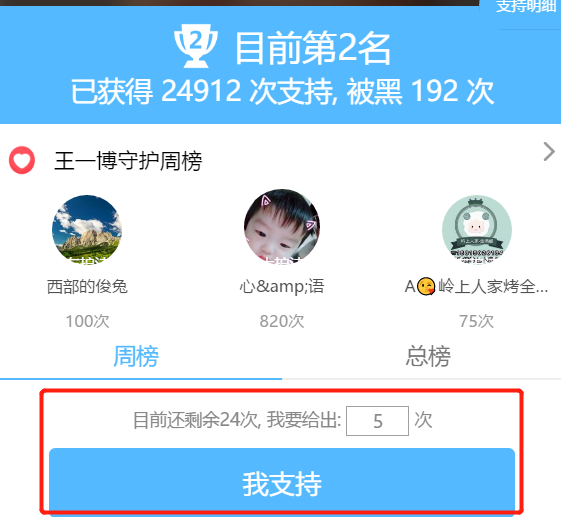 支持明细
2
目前第2名
已获得 24912 次支持, 被黑 192 次
王一博守护周榜
西部的俊兔
心&amp;语
A😘岭上人家烤全...
100次
820次
75次
周榜
总榜
目前还剩余24次, 我要给出: 5 次
我支持